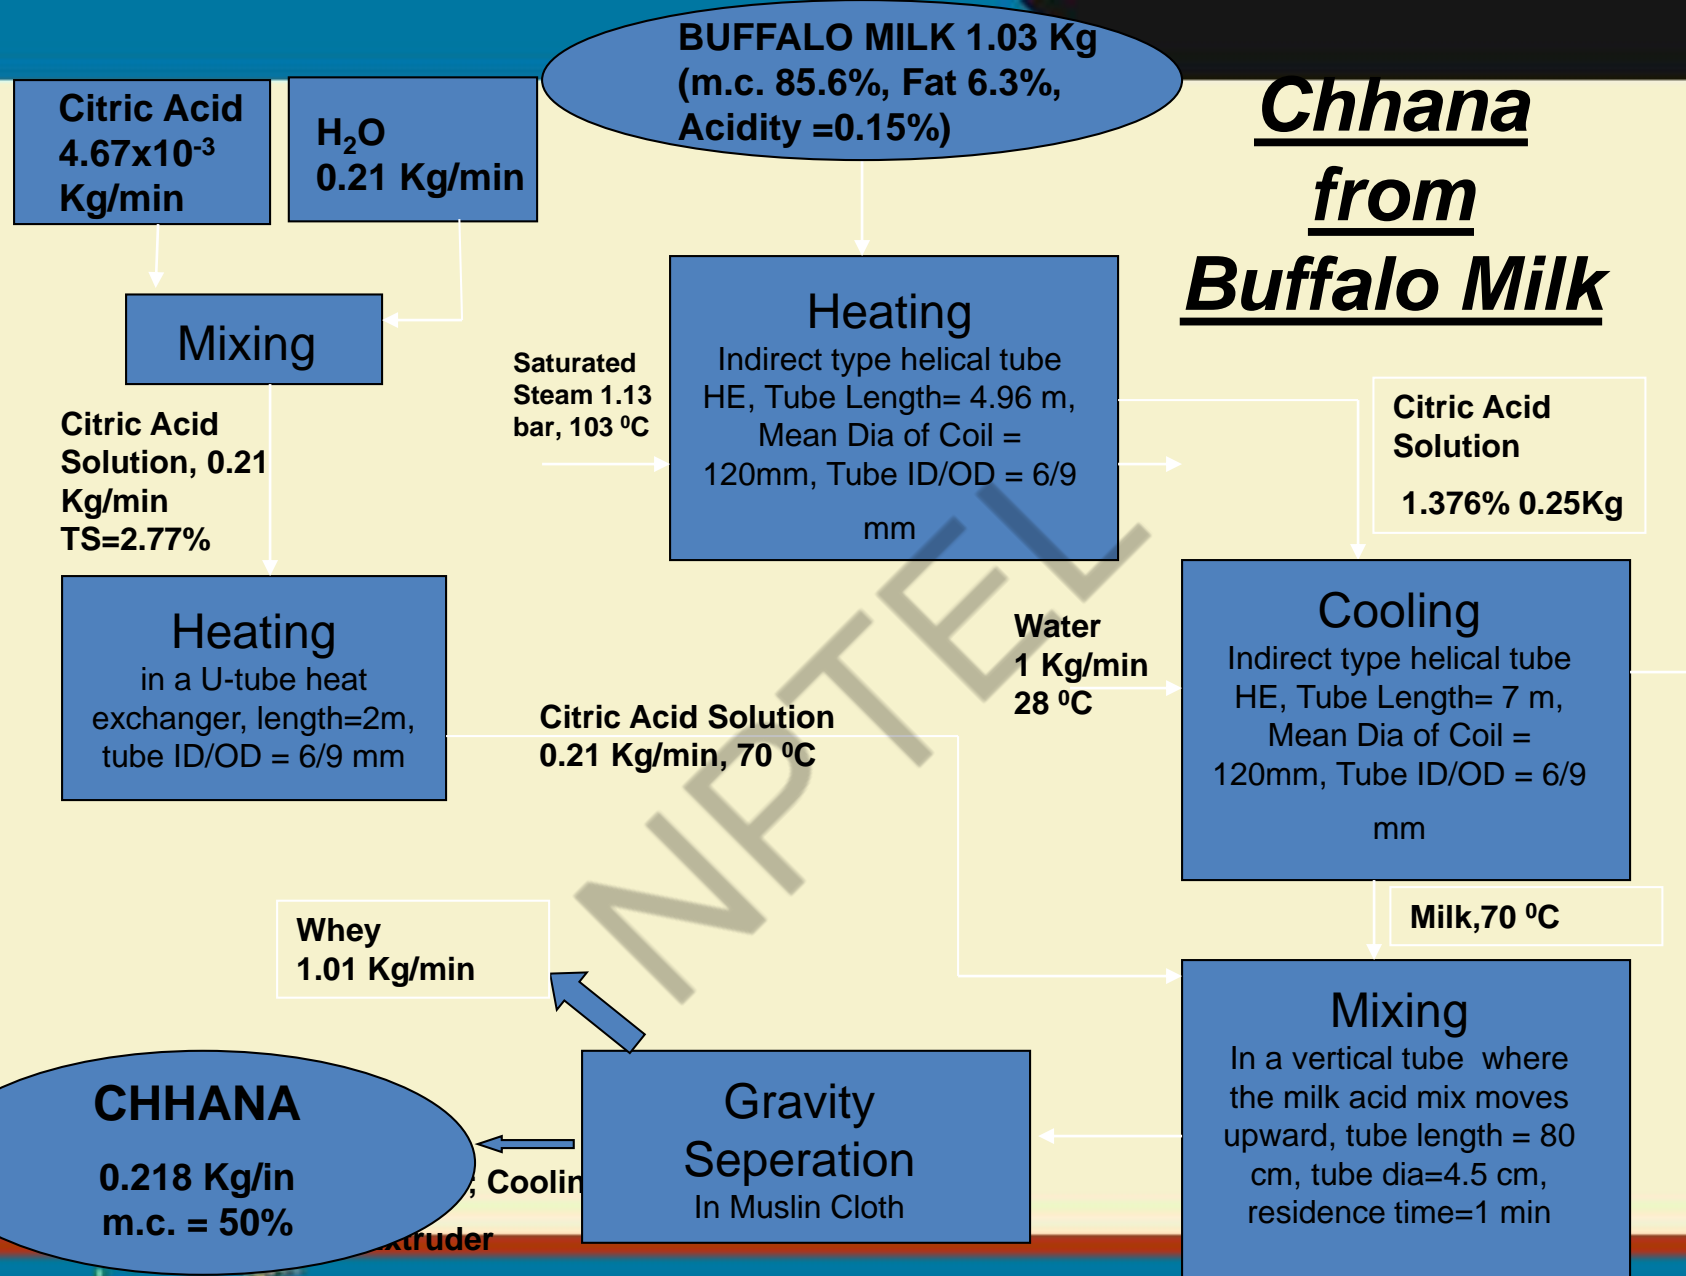 BUFFALO MILK 1.03 Kg
(m.c. 85.6%, Fat 6.3%,
Acidity =0.15%)
Chhana
from
Buffalo Milk
Citric Acid
4.67x10⁻³
Kg/min
H₂O
0.21 Kg/min
Mixing
Heating
Indirect type helical tube
HE, Tube Length= 4.96 m,
Mean Dia of Coil =
120mm, Tube ID/OD = 6/9
mm
Saturated
Steam 1.13
bar, 103 ⁰C
Citric Acid
Solution
1.376% 0.25Kg
Citric Acid
Solution, 0.21
Kg/min
TS=2.77%
Heating
in a U-tube heat
exchanger, length=2m,
tube ID/OD = 6/9 mm
Citric Acid Solution
0.21 Kg/min, 70 ⁰C
Water
1 Kg/min
28 ⁰C
Cooling
Indirect type helical tube
HE, Tube Length= 7 m,
Mean Dia of Coil =
120mm, Tube ID/OD = 6/9
mm
Milk,70 ⁰C
Whey
1.01 Kg/min
Mixing
In a vertical tube where
the milk acid mix moves
upward, tube length = 80
cm, tube dia=4.5 cm,
residence time=1 min
Gravity
Seperation
In Muslin Cloth
CHHANA
0.218 Kg/in
m.c. = 50%
NPTEL